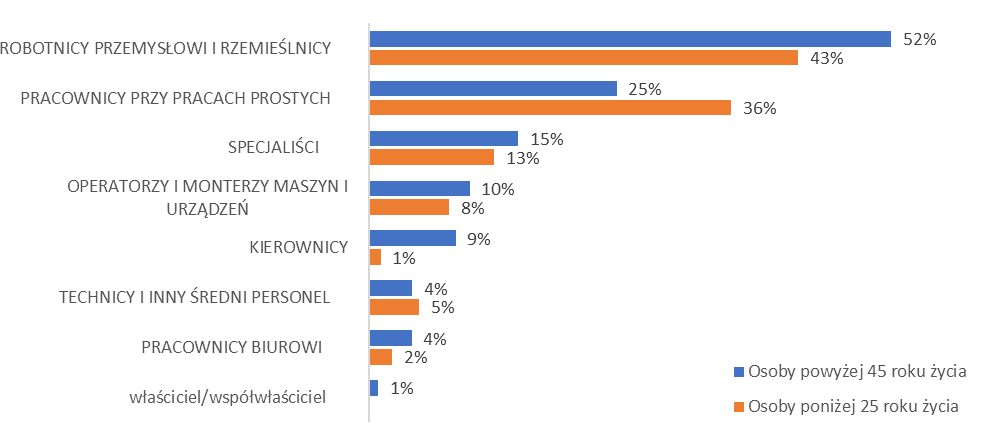 ROBOTNICY PRZEMYSŁOWI I RZEMIEŚLNICY
52%
43%
PRACOWNICY PRZY PRACACH PROSTYCH
25%
36%
SPECJALIŚCI
15%
13%
OPERATORZY I MONTERZY MASZYN I
URZĄDZEŃ
10%
8%
KIEROWNICY
9%
1%
TECHNICY I INNY ŚREDNI PERSONEL
4%
5%
PRACOWNICY BIUROWI
4%
2%
właściciel/współwłaściciel
1%
Osoby powyżej 45 roku życia
Osoby poniżej 25 roku życia